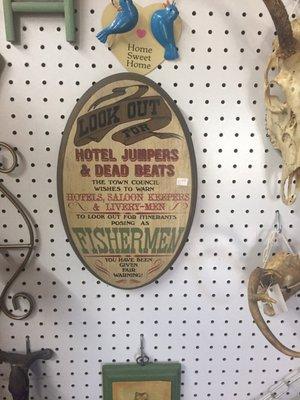 Home
Sweet
Home
LOOK OUT
FOR
HOTEL JUMPERS
& DEAD BEATS
THE TOWN COUNCIL
WISHES TO WARN
HOTELS, SALOON KEEPERS
& LIVERY-MEN
TO LOOK OUT FOR ITINERANTS
POSING AS
FISHERMEN
YOU HAVE BEEN
GIVEN
FAIR
WARNING!